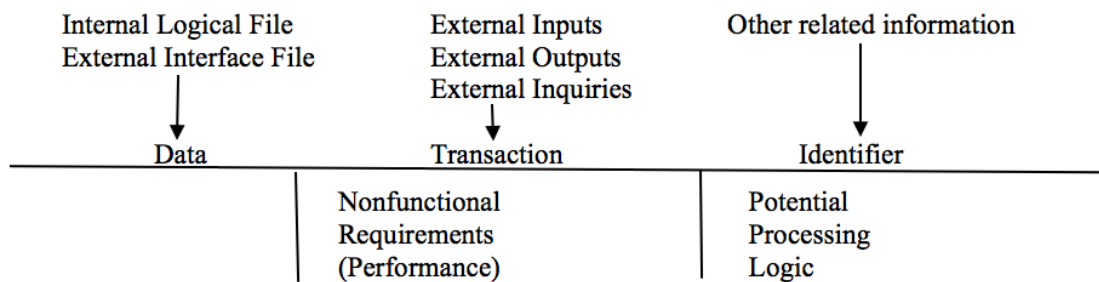 Internal Logical File
External Interface File
External Inputs
External Outputs
External Inquiries
Other related information
Data
Transaction
Identifier
Nonfunctional
Requirements
(Performance)
Potential
Processing
Logic